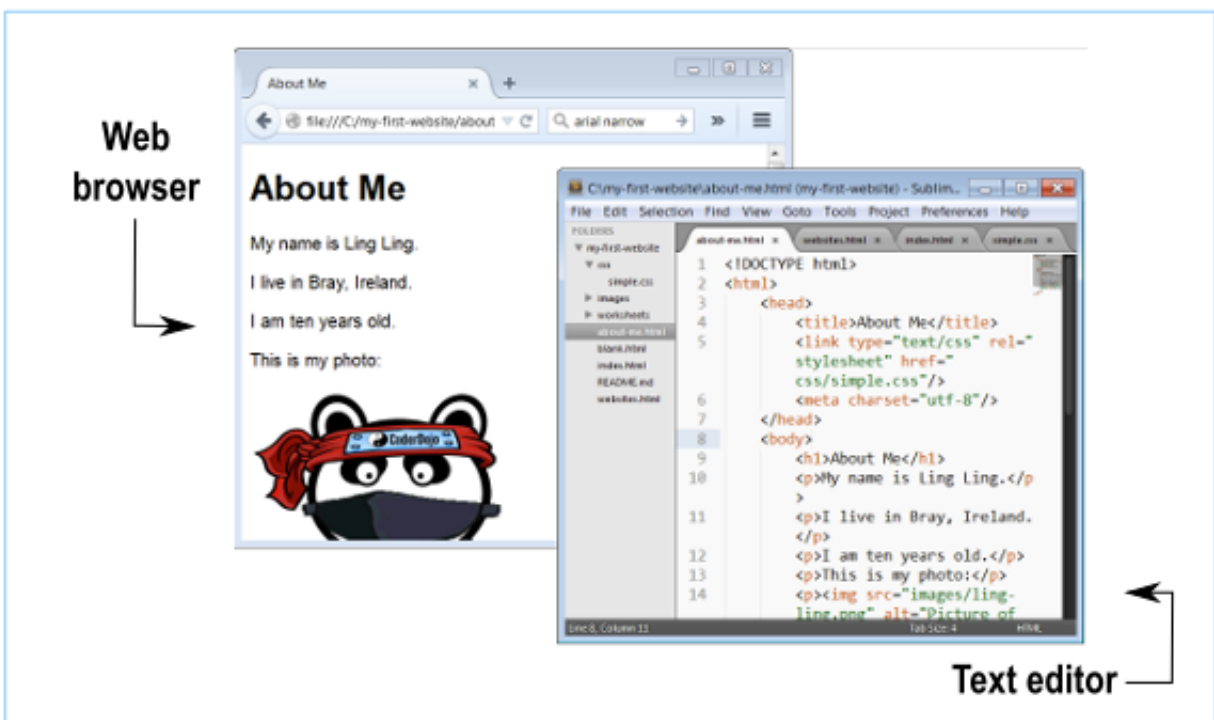 Web
browser
About Me
file:///C:/my-first-website/about
arial narrow
About Me
My name is Ling Ling.
I live in Bray, Ireland.
I am ten years old.
This is my photo:
CoderDojo
C:\my-first-website\about-me.html (my-first-website) - Sublim...
File Edit Selection Find View Goto Tools Project Preferences Help
FOLDERS
my-first-website
css
simple.css
images
worksheets
about-me.html
blank.html
index.html
README.md
websites.html
about-me.html websites.html index.html simple.css
1 <!DOCTYPE html>
2 <html>
3 <head>
4 <title>About Me</title>
5 <link type="text/css" rel="
stylesheet" href="
css/simple.css"/>
6 <meta charset="utf-8"/>
7 </head>
8 <body>
9 <h1>About Me</h1>
10 <p>My name is Ling Ling.</p
>
11 <p>I live in Bray, Ireland.
</p>
12 <p>I am ten years old.</p>
13 <p>This is my photo:</p>
14 <p><img src="images/ling-
ling.png" alt="Picture of
Line 8, Column 11 Tab Size: 4 HTML
Text editor